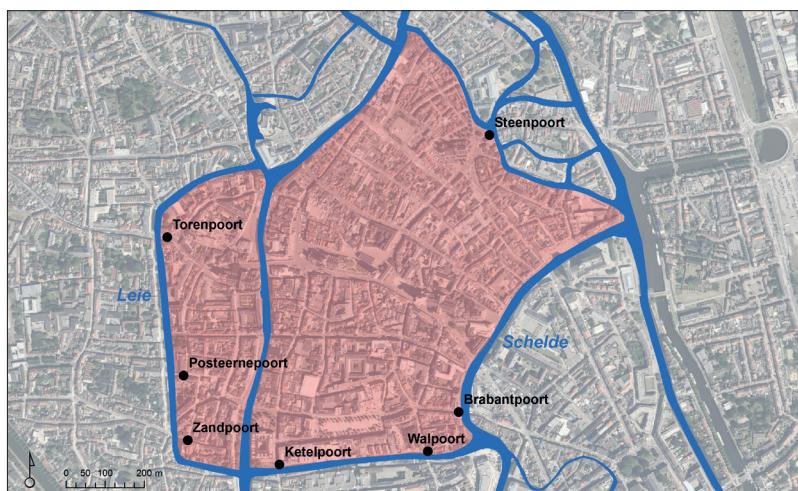 Steenpoort
Torenpoort
Leie
Schelde
Posteernepoort
Brabantpoort
Zandpoort
Walpoort
Ketelpoort
0 50 100 200 m